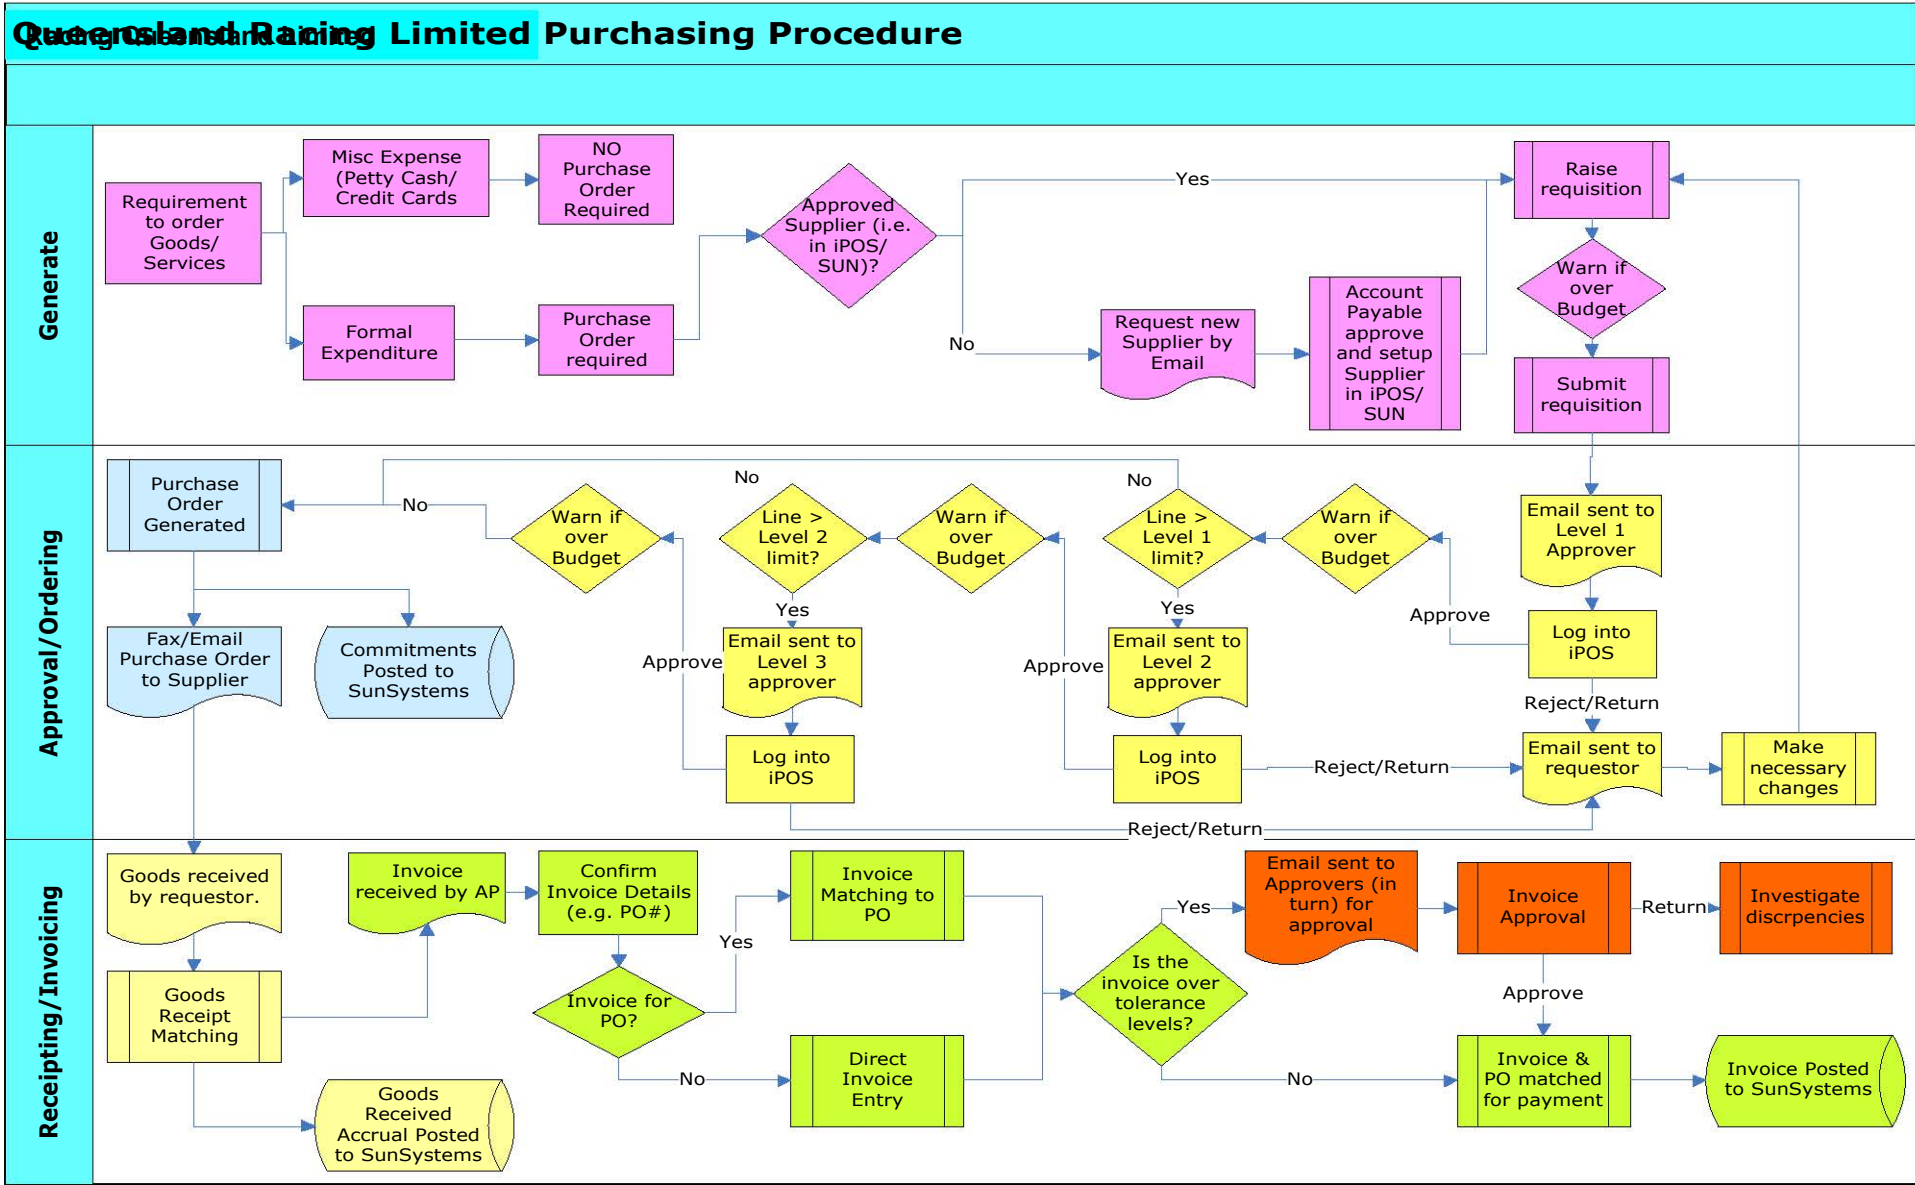 Queensland Racing Limited Purchasing Procedure
Racing Queensland Limited
Generate
Requirement
to order
Goods/
Services
Misc Expense
(Petty Cash/
Credit Cards
NO
Purchase
Order
Required
Formal
Expenditure
Purchase
Order
required
Approved
Supplier (i.e.
in iPOS/
SUN)?
Yes
No
Request new
Supplier by
Email
Account
Payable
approve
and setup
Supplier
in iPOS/
SUN
Raise
requisition
Warn if
over
Budget
Submit
requisition
Approval/Ordering
Purchase
Order
Generated
No
Warn if
over
Budget
No
Line >
Level 2
limit?
Warn if
over
Budget
No
Line >
Level 1
limit?
Warn if
over
Budget
Email sent to
Level 1
Approver
Yes
Yes
Approve
Fax/Email
Purchase Order
to Supplier
Commitments
Posted to
SunSystems
Approve
Email sent to
Level 3
approver
Approve
Email sent to
Level 2
approver
Log into
iPOS
Reject/Return
Log into
iPOS
Log into
iPOS
Reject/Return
Email sent to
requestor
Make
necessary
changes
Reject/Return
Receipting/Invoicing
Goods received
by requestor.
Invoice
received by AP
Confirm
Invoice Details
(e.g. PO#)
Invoice
Matching to
PO
Yes
Email sent to
Approvers (in
turn) for
approval
Invoice
Approval
Return
Investigate
discrpencies
Yes
Goods
Receipt
Matching
Invoice for
PO?
Is the
invoice over
tolerance
levels?
Approve
No
Direct
Invoice
Entry
No
Invoice &
PO matched
for payment
Invoice Posted
to SunSystems
Goods
Received
Accrual Posted
to SunSystems